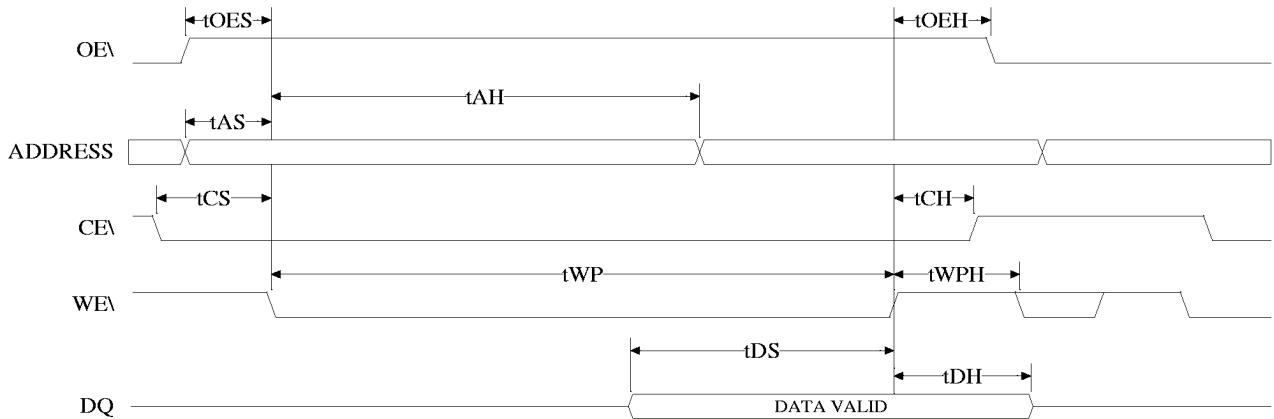 tOES tOEH
OE\
tAH
tAS
ADDRESS
tCS tCH
CE\
tWP tWPH
WE\
tDS
tDH
DQ DATA VALID